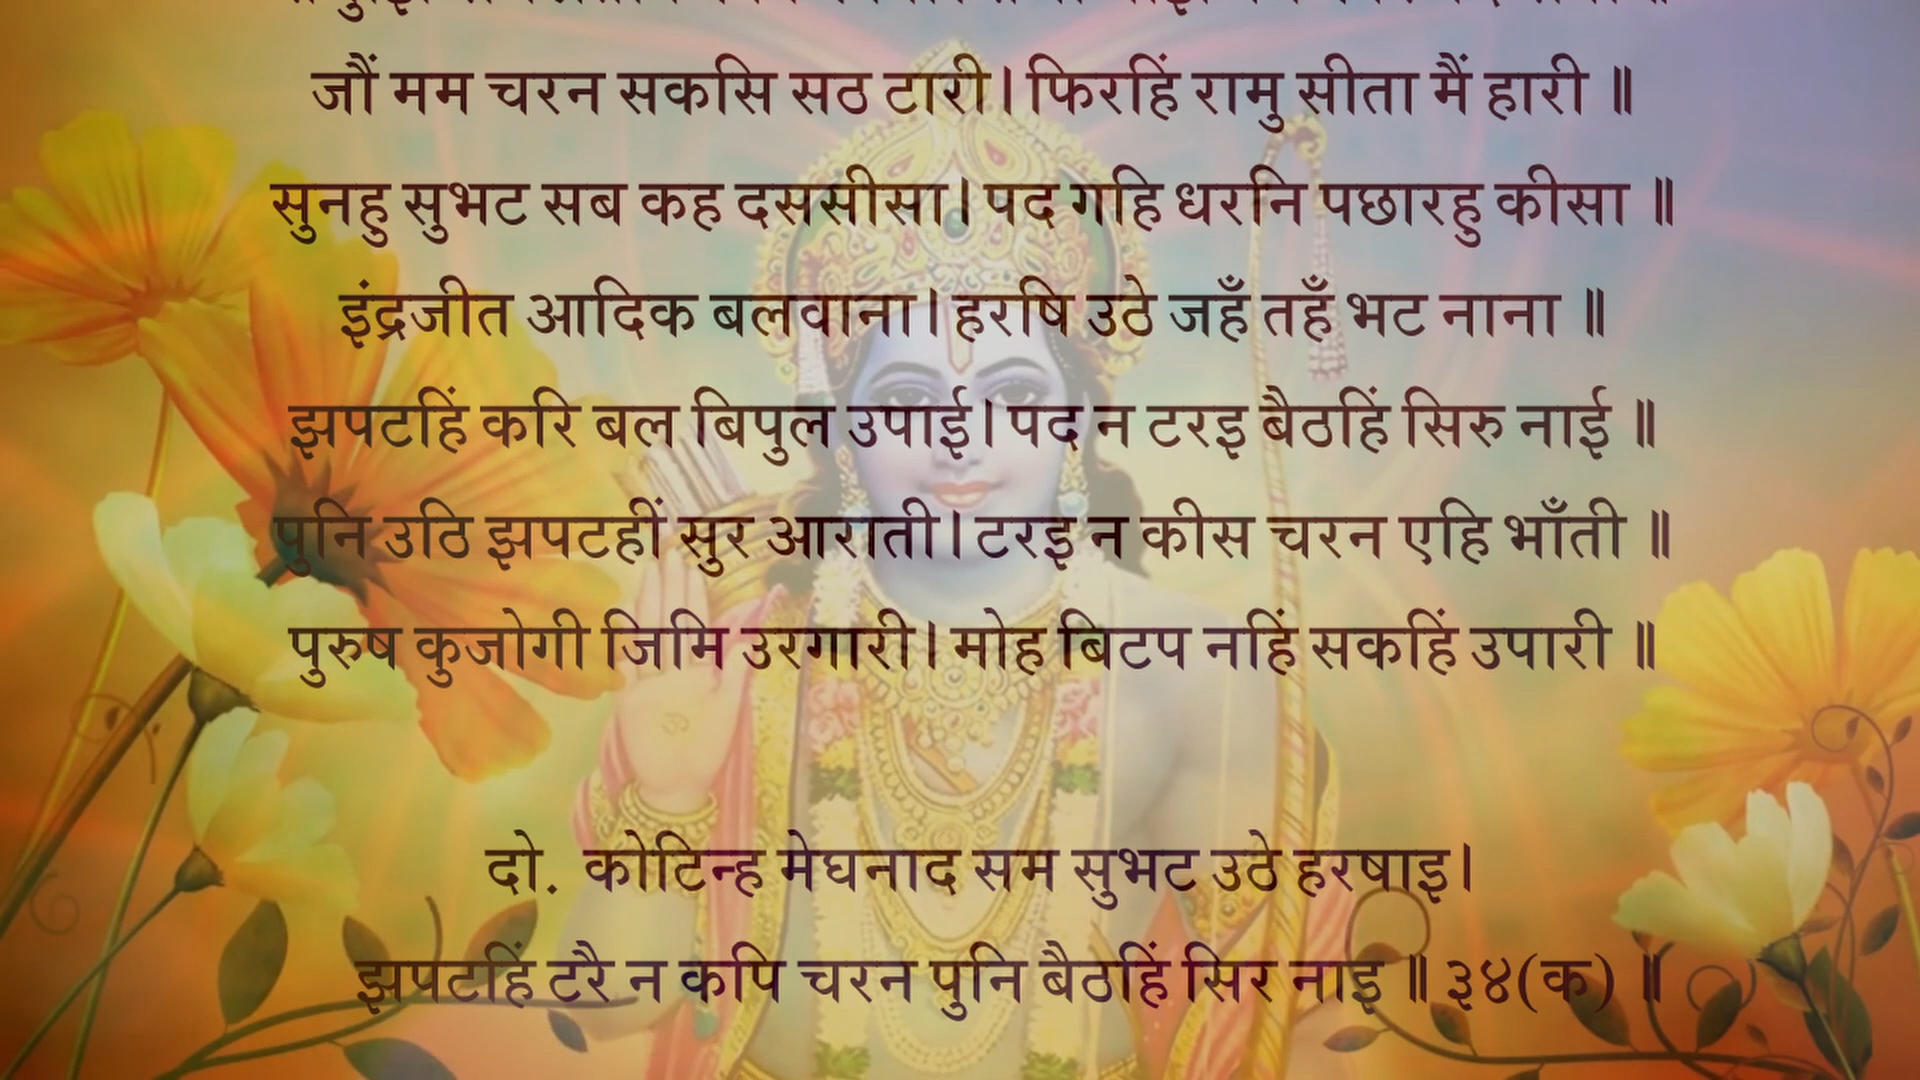 जौं मम चरन सकसि सठ टारी। फिरहिं रामु सीता मैं हारी ॥
सुनहु सुभट सब कह दससीसा। पद गहि धरनि पछारहु कीसा ॥
इंद्रजीत आदिक बलवाना। हरषि उठे जहँ तहँ भट नाना ॥
झपटहिं करि बल बिपुल उपाई। पद न टरइ बैठहिं सिरु नाई ॥
पुनि उठि झपटहीं सुर आराती। टरइ न कीस चरन एहि भाँती ॥
पुरुष कुजोगी जिमि उरगारी। मोह बिटप नहिं सकहिं उपारी ॥
दो. कोटिन्ह मेघनाद सम सुभट उठे हरषाइ।
झपटहिं टरै न कपि चरन पुनि बैठहिं सिर नाइ ॥ ३४(क) ॥